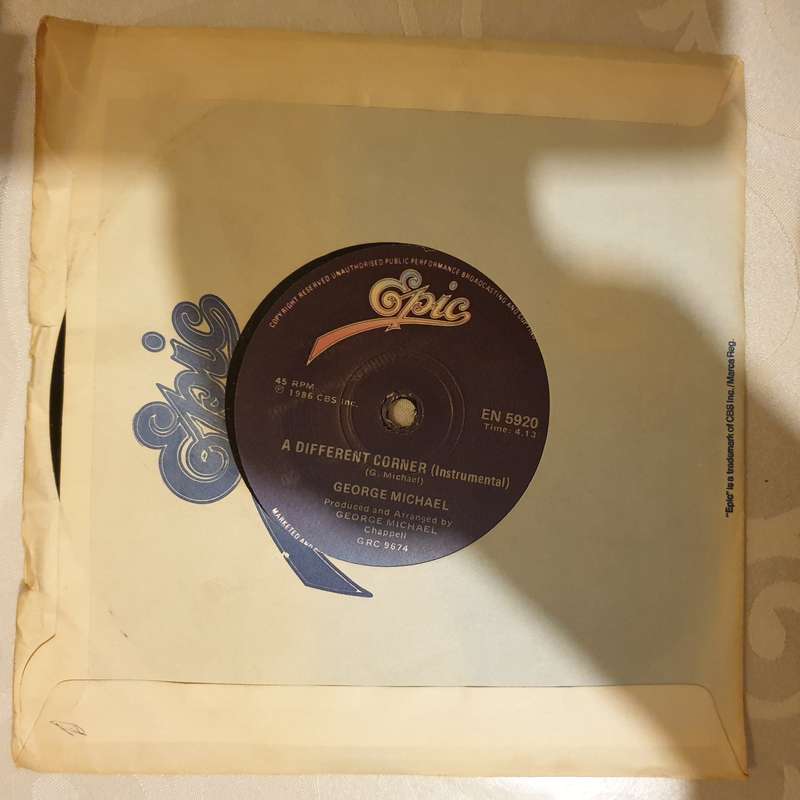 COPYRIGHT RESERVED UNAUTHORISED PUBLIC PERFORMANCE BROADCASTING AND
Epic
45 RPM
℗ 1986 CBS Inc.
EN 5920
Time: 4.13
A DIFFERENT CORNER (Instrumental)
(G. Michael)
GEORGE MICHAEL
Produced and Arranged by
GEORGE MICHAEL
Chappell
GRC 9674
MARKETED AND
Epic
"Epic" is a trademark of CBS Inc./Marca Reg.